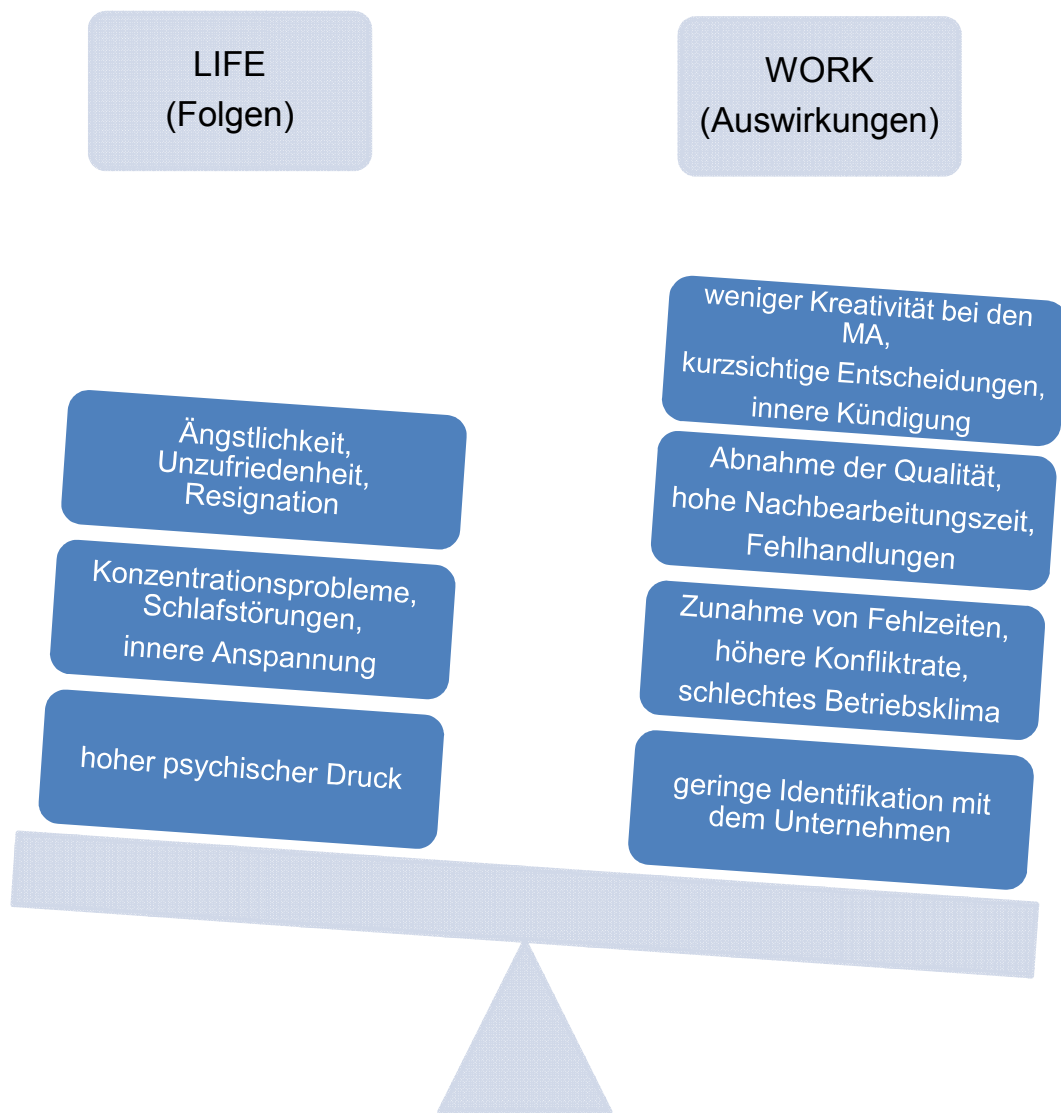 LIFE
(Folgen)
WORK
(Auswirkungen)
Ängstlichkeit,
Unzufriedenheit,
Resignation
Konzentrationsprobleme,
Schlafstörungen,
innere Anspannung
hoher psychischer Druck
weniger Kreativität bei den
MA,
kurzsichtige Entscheidungen,
innere Kündigung
Abnahme der Qualität,
hohe Nachbearbeitungszeit,
Fehlhandlungen
Zunahme von Fehlzeiten,
höhere Konfliktrate,
schlechtes Betriebsklima
geringe Identifikation mit
dem Unternehmen